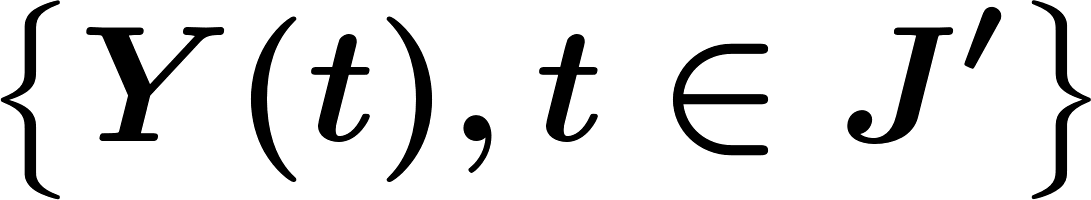 {Y(t), t ∈ J′}